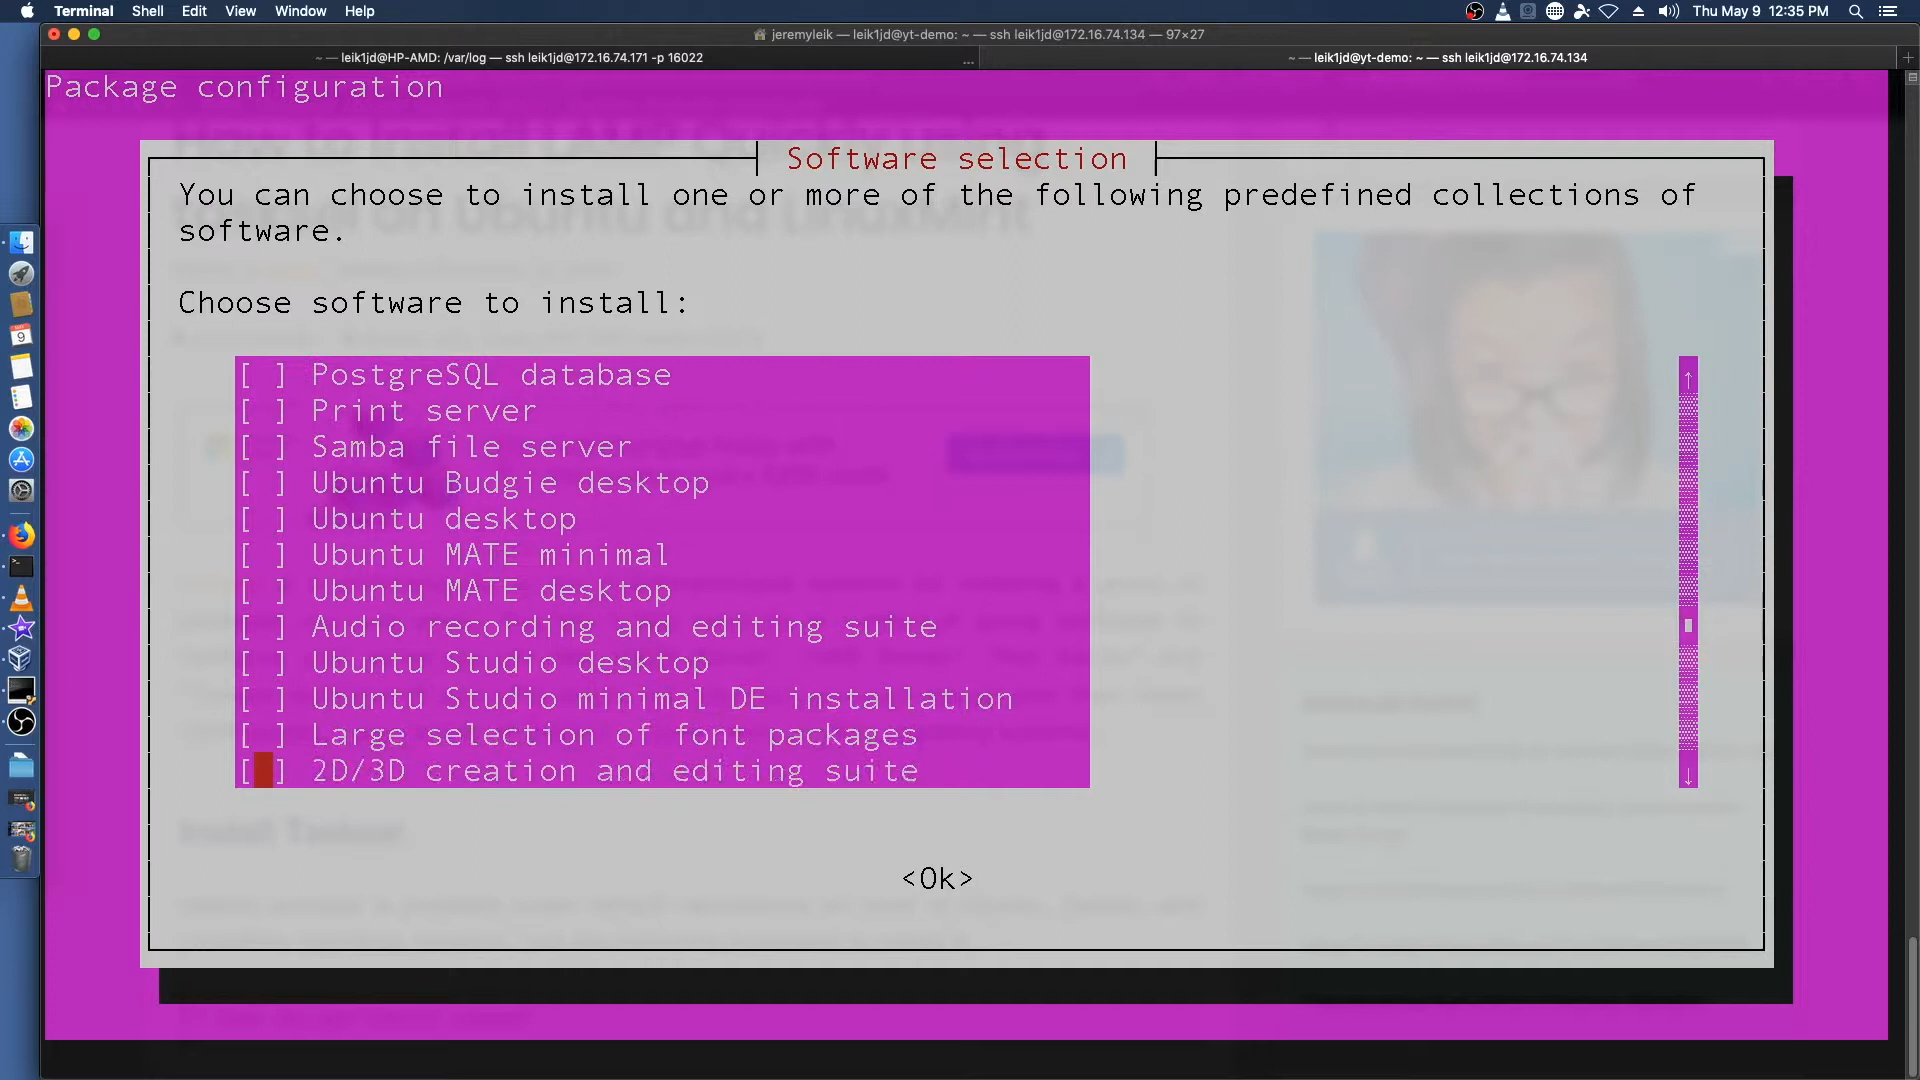 Terminal Shell Edit View Window Help
Thu May 9 12:35 PM
jeremyleik — leik1jd@yt-demo: ~ — ssh leik1jd@172.16.74.134 — 97×27
~ — leik1jd@HP-AMD: /var/log — ssh leik1jd@172.16.74.171 -p 16022 ...
~ — leik1jd@yt-demo: ~ — ssh leik1jd@172.16.74.134
Package configuration
Software selection
You can choose to install one or more of the following predefined collections of
software.
Choose software to install:
[ ] PostgreSQL database
[ ] Print server
[ ] Samba file server
[ ] Ubuntu Budgie desktop
[ ] Ubuntu desktop
[ ] Ubuntu MATE minimal
[ ] Ubuntu MATE desktop
[ ] Audio recording and editing suite
[ ] Ubuntu Studio desktop
[ ] Ubuntu Studio minimal DE installation
[ ] Large selection of font packages
[ ] 2D/3D creation and editing suite
<Ok>
9
Install Tasksel